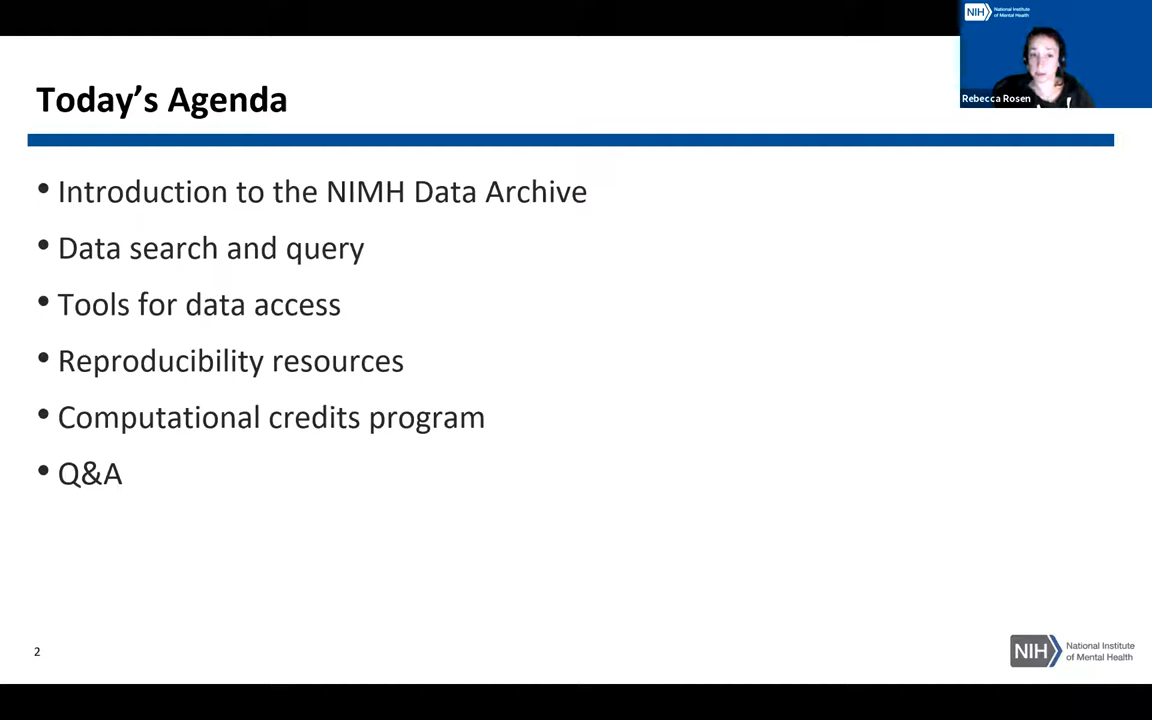 NIH National Institute
of Mental Health
Rebecca Rosen
Today’s Agenda
• Introduction to the NIMH Data Archive
• Data search and query
• Tools for data access
• Reproducibility resources
• Computational credits program
• Q&A
2
NIH National Institute
of Mental Health